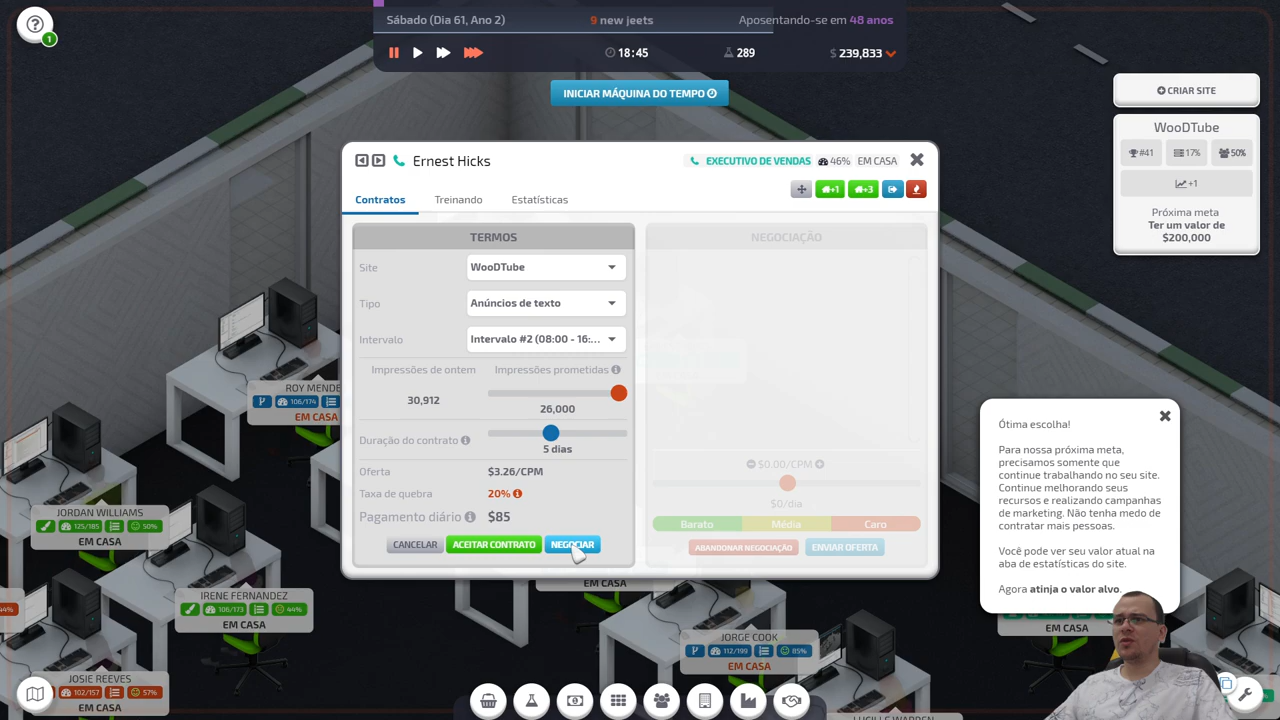 Sábado (Dia 61, Ano 2)
9 new jeets
Aposentando-se em 48 anos
18:45
289
$ 239,833
1
INICIAR MÁQUINA DO TEMPO
CRIAR SITE
WooDTube
#41
17%
50%
+1
Próxima meta
Ter um valor de
$200,000
Ernest Hicks
EXECUTIVO DE VENDAS
46%
EM CASA
+1
+3
Contratos
Treinando
Estatísticas
TERMOS
Site
WooDTube
Tipo
Anúncios de texto
Intervalo
Intervalo #2 (08:00 - 16:...
Impressões de ontem
Impressões prometidas
30,912
26,000
Duração do contrato
5 dias
Oferta
$3.26/CPM
Taxa de quebra
20%
Pagamento diário
$85
CANCELAR
ACEITAR CONTRATO
NEGOCIAR
NEGOCIAÇÃO
$0.00/CPM
$0/dia
Barato
Média
Caro
ABANDONAR NEGOCIAÇÃO
ENVIAR OFERTA
Ótima escolha!
Para nossa próxima meta,
precisamos somente que
continue trabalhando no seu site.
Continue melhorando seus
recursos e realizando campanhas
de marketing. Não tenha medo de
contratar mais pessoas.
Você pode ver seu valor atual na
aba de estatísticas do site.
Agora atinja o valor alvo.
ROY MENDE
106/174
EM CASA
JORDAN WILLIAMS
125/185
50%
EM CASA
IRENE FERNANDEZ
106/173
44%
EM CASA
44%
JOSIE REEVES
102/157
57%
EM CASA
EM CASA
JORGE COOK
112/199
85%
EM CASA
EM CASA
LUCILLE WARREN